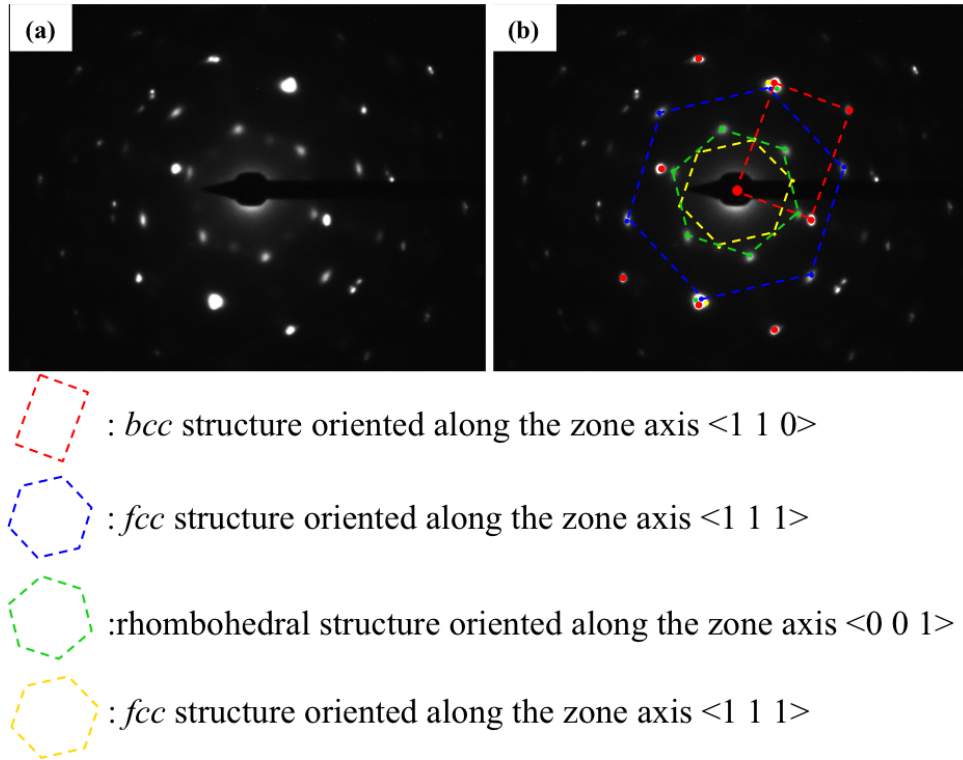 (a)
(b)
: bcc structure oriented along the zone axis <1 1 0>
: fcc structure oriented along the zone axis <1 1 1>
:rhombohedral structure oriented along the zone axis <0 0 1>
: fcc structure oriented along the zone axis <1 1 1>